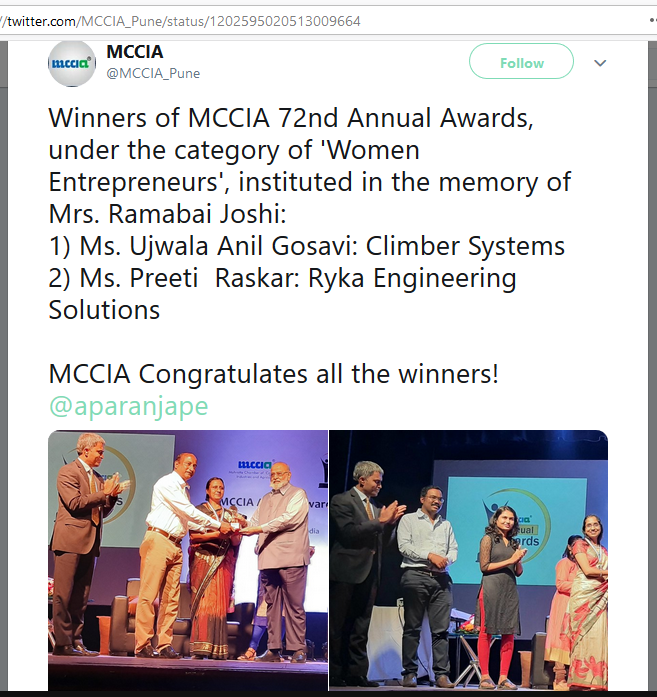 //twitter.com/MCCIA_Pune/status/1202595020513009664
mccia
MCCIA
@MCCIA_Pune
Follow
Winners of MCCIA 72nd Annual Awards,
under the category of 'Women
Entrepreneurs', instituted in the memory of
Mrs. Ramabai Joshi:
1) Ms. Ujwala Anil Gosavi: Climber Systems
2) Ms. Preeti  Raskar: Ryka Engineering
Solutions
MCCIA Congratulates all the winners!
@aparanjape
mccia
MCCIA